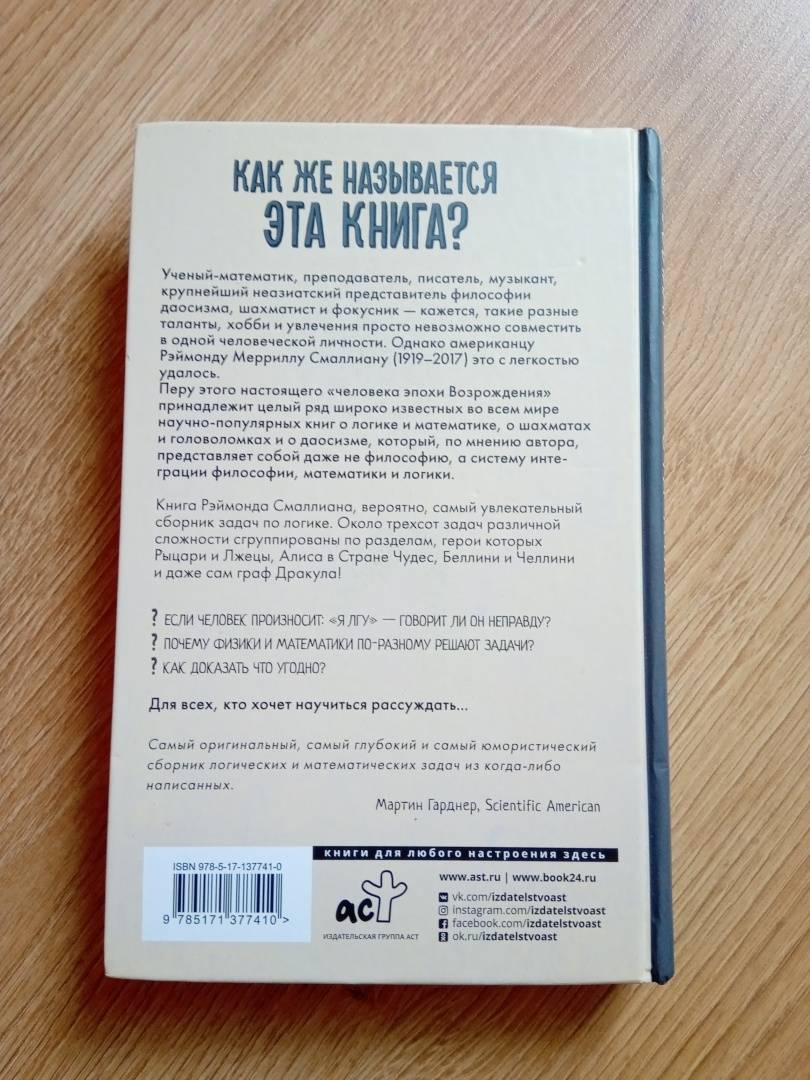 КАК ЖЕ НАЗЫВАЕТСЯ
ЭТА КНИГА?
Ученый-математик, преподаватель, писатель, музыкант,
крупнейший неазиатский представитель философии
даосизма, шахматист и фокусник — кажется, такие разные
таланты, хобби и увлечения просто невозможно совместить
в одной человеческой личности. Однако американцу
Рэймонду Мерриллу Смаллиану (1919–2017) это с легкостью
удалось.
Перу этого настоящего «человека эпохи Возрождения»
принадлежит целый ряд широко известных во всем мире
научно-популярных книг о логике и математике, о шахматах
и головоломках и о даосизме, который, по мнению автора,
представляет собой даже не философию, а систему инте-
грации философии, математики и логики.
Книга Рэймонда Смаллиана, вероятно, самый увлекательный
сборник задач по логике. Около трехсот задач различной
сложности сгруппированы по разделам, герои которых
Рыцари и Лжецы, Алиса в Стране Чудес, Беллини и Челлини
и даже сам граф Дракула!
? ЕСЛИ ЧЕЛОВЕК ПРОИЗНОСИТ: «Я ЛГУ» — ГОВОРИТ ЛИ ОН НЕПРАВДУ?
? ПОЧЕМУ ФИЗИКИ И МАТЕМАТИКИ ПО-РАЗНОМУ РЕШАЮТ ЗАДАЧИ?
? КАК ДОКАЗАТЬ ЧТО УГОДНО?
Для всех, кто хочет научиться рассуждать...
Самый оригинальный, самый глубокий и самый юмористический
сборник логических и математических задач из когда-либо
написанных.
Мартин Гарднер, Scientific American
книги для любого настроения здесь
ISBN 978-5-17-137741-0
9 785171 377410 >
аст
ИЗДАТЕЛЬСКАЯ ГРУППА АСТ
www.ast.ru | www.book24.ru
vk.com/izdatelstvoast
instagram.com/izdatelstvoast
facebook.com/izdatelstvoast
ok.ru/izdatelstvoast